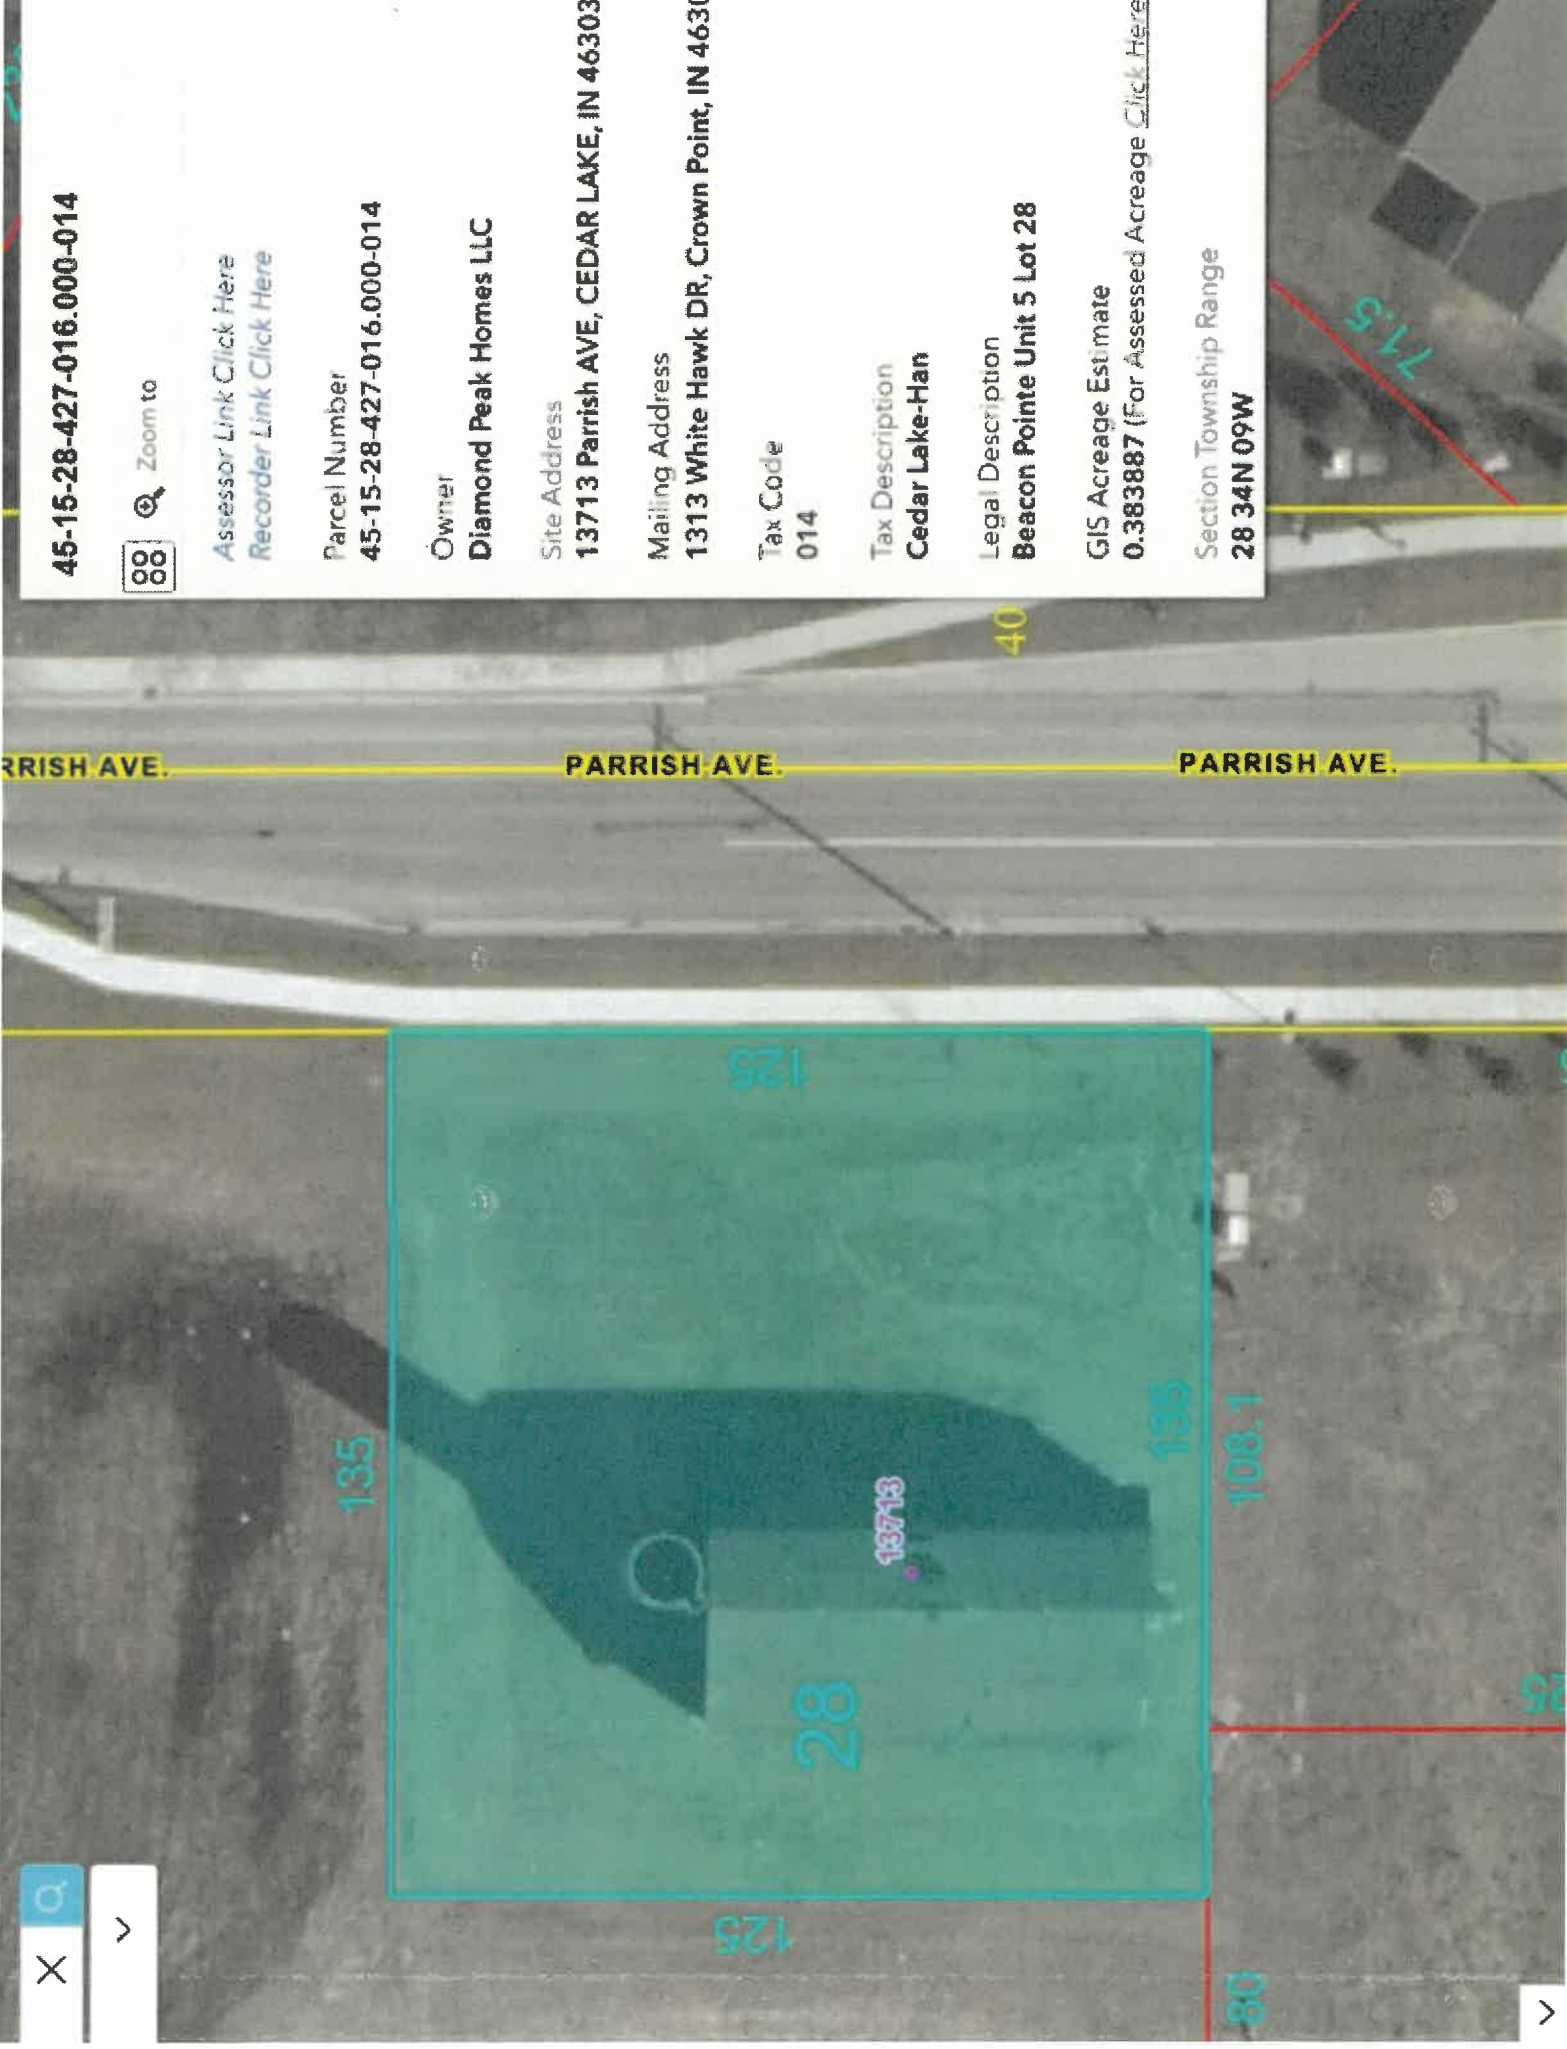 45-15-28-427-016.000-014
Zoom to
Assessor Link Click Here
Recorder Link Click Here
Parcel Number
45-15-28-427-016.000-014
Owner
Diamond Peak Homes LLC
Site Address
13713 Parrish AVE, CEDAR LAKE, IN 46303
Mailing Address
1313 White Hawk DR, Crown Point, IN
Tax Code
014
Tax Description
Cedar Lake-Han
Legal Description
Beacon Pointe Unit 5 Lot 28
GIS Acreage Estimate
0.383887 (For Assessed Acreage Click Here
Section Township Range
28 34N 09W
71.5
40
PARRISH AVE.
PARRISH AVE.
AVE.
125
135
135
108.1
13713
28
125
80